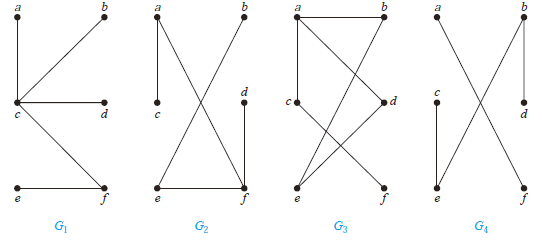 a b a b a b a b
c d c d c d c d
e f e f e f e f
G1 G2 G3 G4